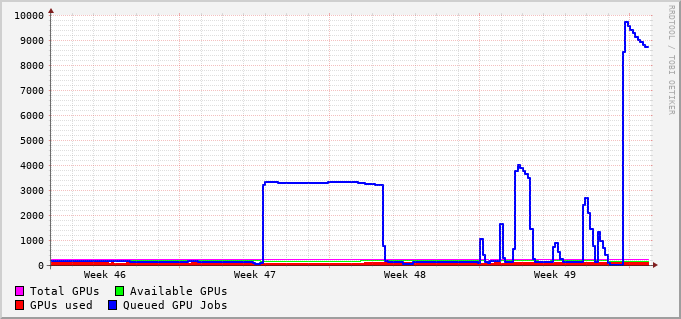 10000
9000
8000
7000
6000
5000
4000
3000
2000
1000
0
Week 46 Week 47 Week 48 Week 49
Total GPUs Available GPUs
GPUs used Queued GPU Jobs
RRDTOOL / TOBI OETIKER